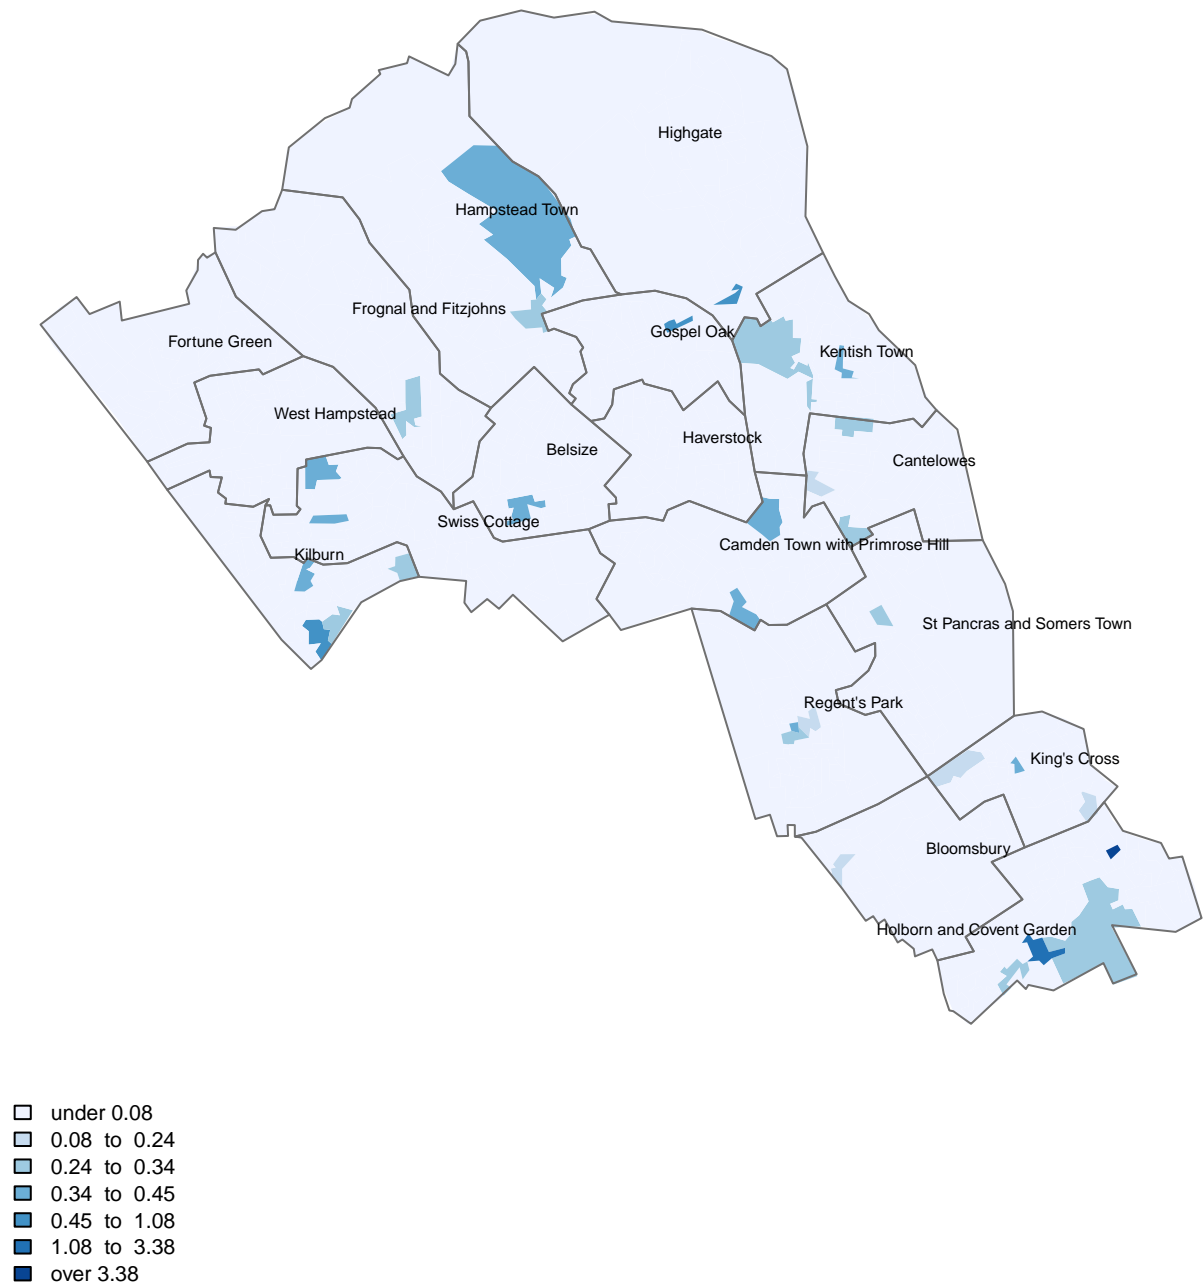 Highgate
Hampstead Town
Frognal and Fitzjohns
Gospel Oak
Fortune Green
Kentish Town
West Hampstead
Haverstock
Belsize
Cantelowes
Swiss Cottage
Camden Town with Primrose Hill
Kilburn
St Pancras and Somers Town
Regent's Park
King's Cross
Bloomsbury
Holborn and Covent Garden
under 0.08
0.08 to 0.24
0.24 to 0.34
0.34 to 0.45
0.45 to 1.08
1.08 to 3.38
over 3.38